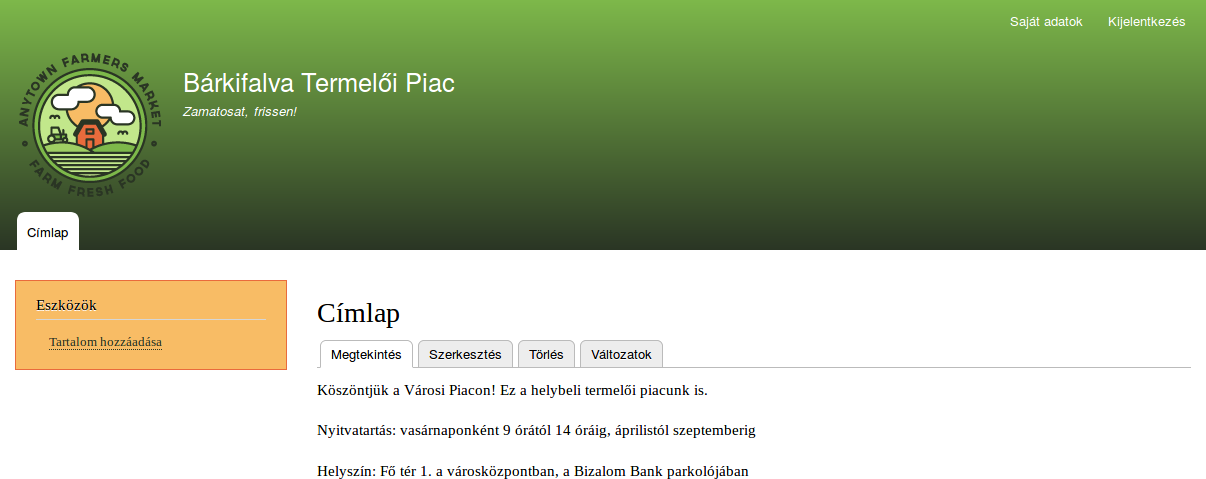 Saját adatok Kijelentkezés
ANYTOWN FARMERS MARKET
FARM FRESH FOOD
Bárkifalva Termelői Piac
Zamatosat, frissen!
Címlap
Eszközök
Tartalom hozzáadása
Címlap
Megtekintés Szerkesztés Törlés Változatok
Köszöntjük a Városi Piacon! Ez a helybeli termelői piacunk is.
Nyitvatartás: vasárnaponként 9 órától 14 óráig, áprilistól szeptemberig
Helyszín: Fő tér 1. a városközpontban, a Bizalom Bank parkolójában